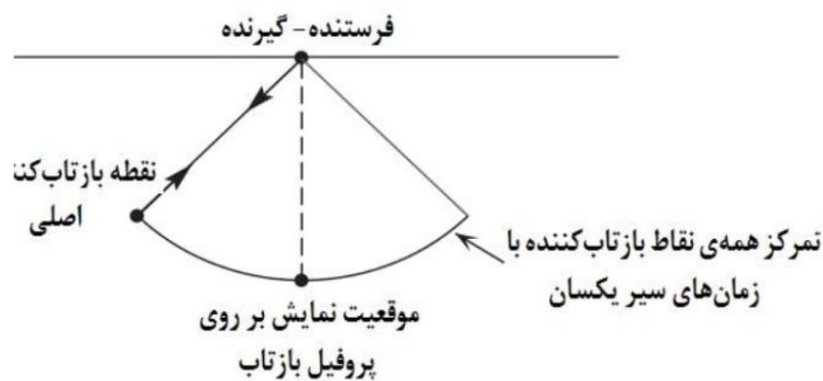 فرستنده - گیرنده
نقطه بازتاب‌کنن
اصلی
تمرکز همه‌ی نقاط بازتاب‌کننده با
زمان‌های سیر یکسان
موقعیت نمایش بر روی
پروفیل بازتاب